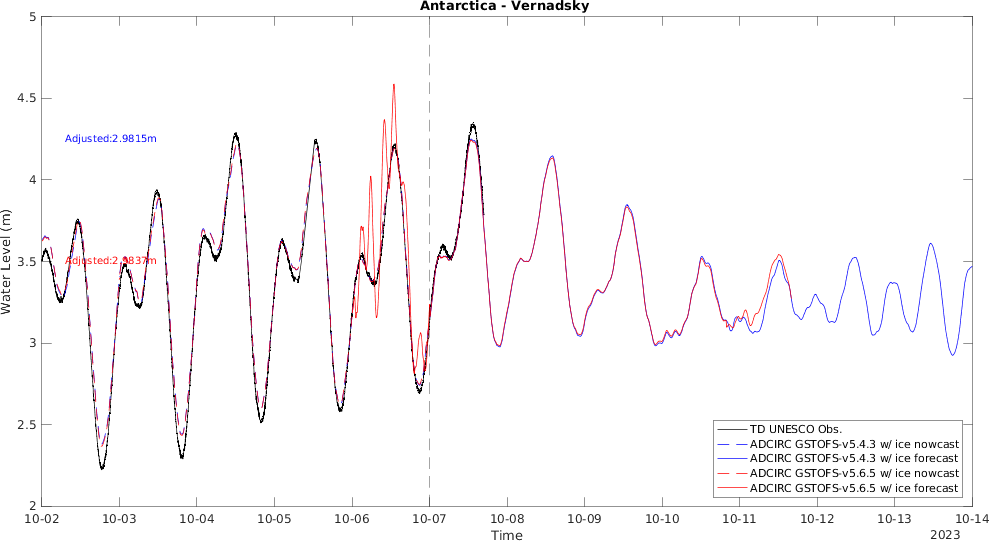 Antarctica - Vernadsky
5
4.5
4
3.5
3
2.5
2
Water Level (m)
Adjusted:2.9815m
Adjusted:2.9837m
10-02 10-03 10-04 10-05 10-06 10-07 10-08 10-09 10-10 10-11 10-12 10-13 10-14
Time
2023
TD UNESCO Obs.
ADCIRC GSTOFS-v5.4.3 w/ ice nowcast
ADCIRC GSTOFS-v5.4.3 w/ ice forecast
ADCIRC GSTOFS-v5.6.5 w/ ice nowcast
ADCIRC GSTOFS-v5.6.5 w/ ice forecast